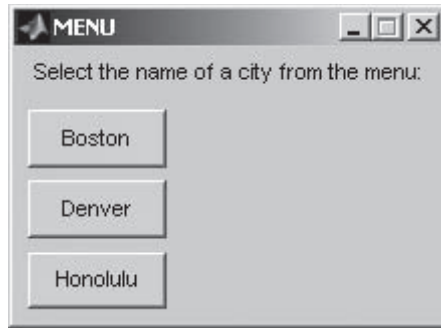 MENU
Select the name of a city from the menu:
Boston
Denver
Honolulu